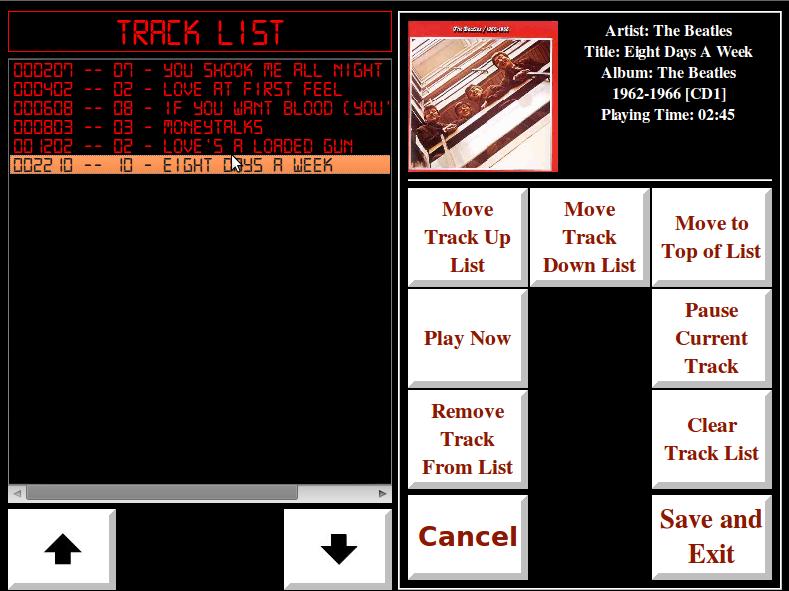 TRACK LIST
000207 -- 07 - YOU SHOOK ME ALL NIGHT
000402 -- 02 - LOVE AT FIRST FEEL
000608 -- 08 - IF YOU WANT BLOOD (YOU'
000803 -- 03 - MONEYTALKS
001202 -- 02 - LOVE'S A LOADED GUN
002210 -- 10 - EIGHT DAYS A WEEK
The Beatles / 1962-1966
Artist: The Beatles
Title: Eight Days A Week
Album: The Beatles
1962-1966 [CD1]
Playing Time: 02:45
Move
Track Up
List
Move
Track
Down List
Move to
Top of List
Play Now
Pause
Current
Track
Remove
Track
From List
Clear
Track List
Cancel
Save and
Exit